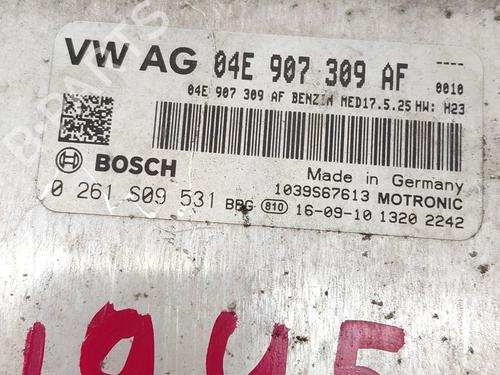 VW AG 04E 907 309 AF ----
0010
04E 907 309 AF BENZIN MED17.5.25 HW: H23
BOSCH
Made in Germany
1039S67613 MOTRONIC
0 261 S09 531 BBG 810 16-09-10 1320 2242
B-PARTS